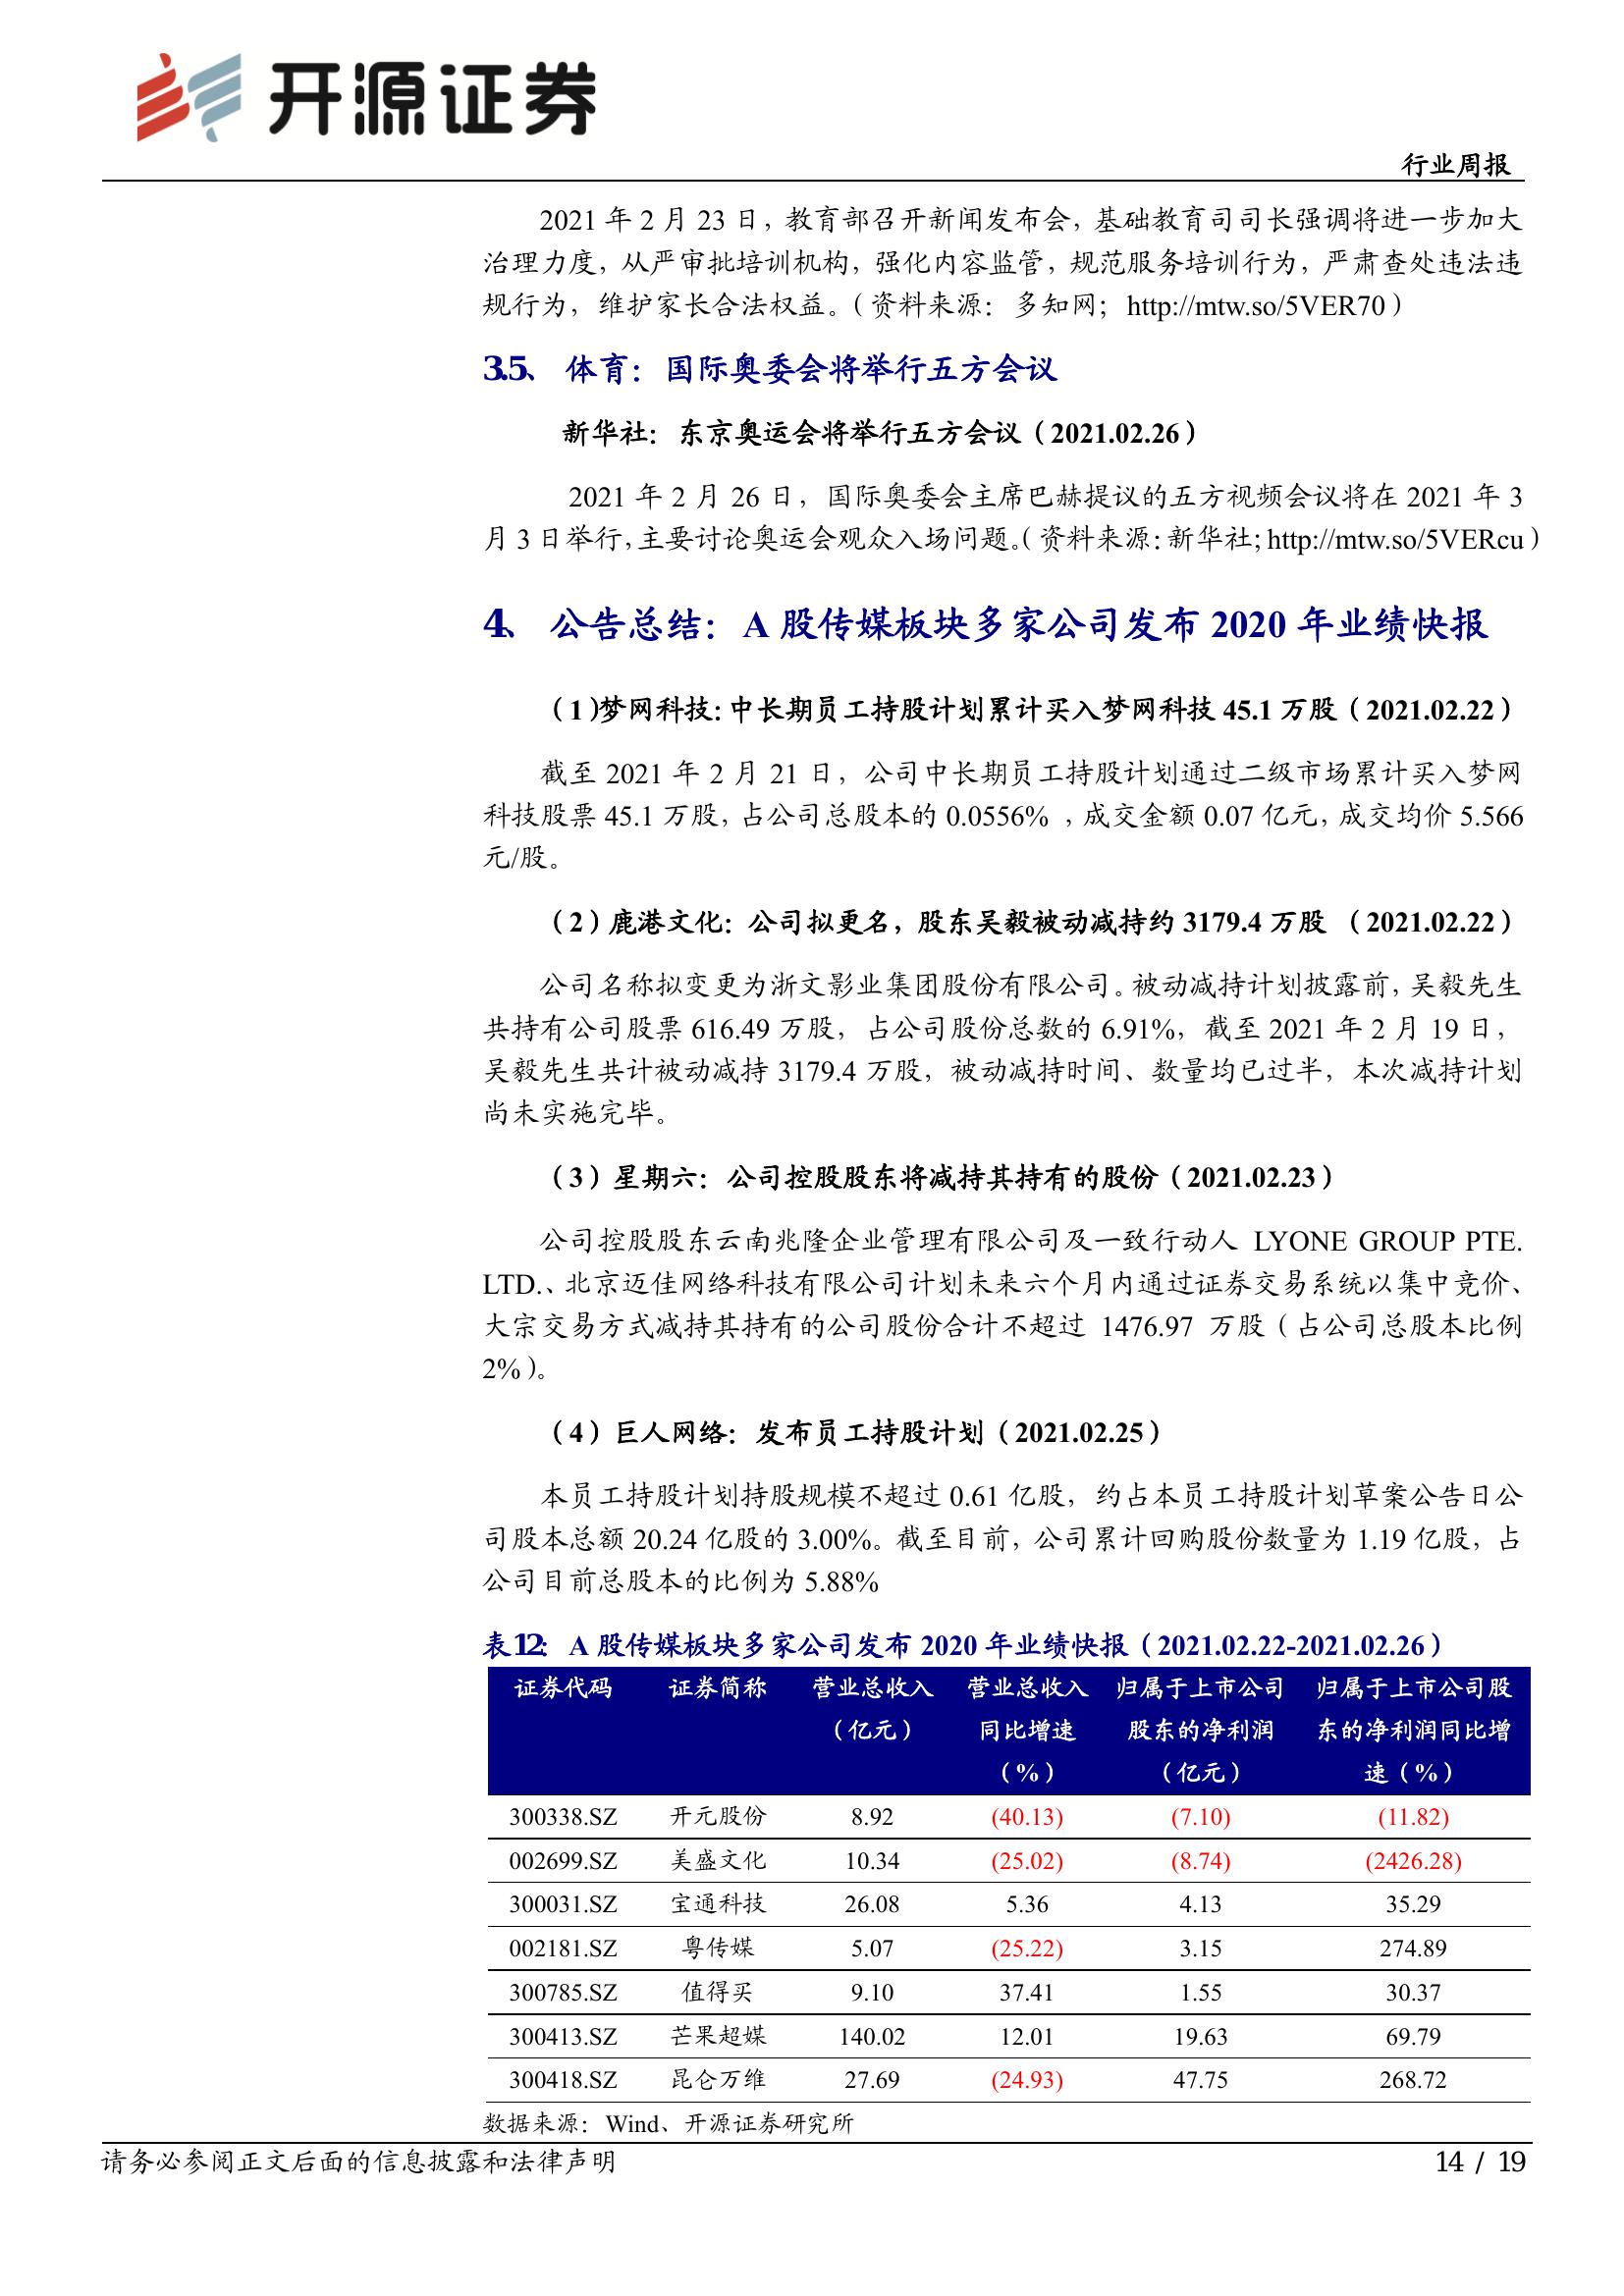 开源证券
行业周报
2021 年 2 月 23 日，教育部召开新闻发布会，基础教育司司长强调将进一步加大
治理力度，从严审批培训机构，强化内容监管，规范服务培训行为，严肃查处违法违
规行为，维护家长合法权益。（资料来源：多知网；http://mtw.so/5VER70）
3.5、 体育：国际奥委会将举行五方会议
新华社：东京奥运会将举行五方会议（2021.02.26）
2021 年 2 月 26 日，国际奥委会主席巴赫提议的五方视频会议将在 2021 年 3
月 3 日举行，主要讨论奥运会观众入场问题。（资料来源：新华社；http://mtw.so/5VERcu）
4、 公告总结：A 股传媒板块多家公司发布 2020 年业绩快报
（1）梦网科技：中长期员工持股计划累计买入梦网科技 45.1 万股（2021.02.22）
截至 2021 年 2 月 21 日，公司中长期员工持股计划通过二级市场累计买入梦网
科技股票 45.1 万股，占公司总股本的 0.0556% ，成交金额 0.07 亿元，成交均价 5.566
元/股。
（2）鹿港文化：公司拟更名，股东吴毅被动减持约 3179.4 万股 （2021.02.22）
公司名称拟变更为浙文影业集团股份有限公司。被动减持计划披露前，吴毅先生
共持有公司股票 616.49 万股，占公司股份总数的 6.91%，截至 2021 年 2 月 19 日，
吴毅先生共计被动减持 3179.4 万股，被动减持时间、数量均已过半，本次减持计划
尚未实施完毕。
（3）星期六：公司控股股东将减持其持有的股份（2021.02.23）
公司控股股东云南兆隆企业管理有限公司及一致行动人 LYONE GROUP PTE.
LTD.、北京迈佳网络科技有限公司计划未来六个月内通过证券交易系统以集中竞价、
大宗交易方式减持其持有的公司股份合计不超过 1476.97 万股（占公司总股本比例
2%）。
（4）巨人网络：发布员工持股计划（2021.02.25）
本员工持股计划持股规模不超过 0.61 亿股，约占本员工持股计划草案公告日公
司股本总额 20.24 亿股的 3.00%。截至目前，公司累计回购股份数量为 1.19 亿股，占
公司目前总股本的比例为 5.88%
表12： A 股传媒板块多家公司发布 2020 年业绩快报（2021.02.22-2021.02.26）
证券代码 证券简称 营业总收入 营业总收入 归属于上市公司 归属于上市公司股
（亿元） 同比增速 股东的净利润 东的净利润同比增
（%） （亿元） 速（%）
300338.SZ 开元股份 8.92 (40.13) (7.10) (11.82)
002699.SZ 美盛文化 10.34 (25.02) (8.74) (2426.28)
300031.SZ 宝通科技 26.08 5.36 4.13 35.29
002181.SZ 粤传媒 5.07 (25.22) 3.15 274.89
300785.SZ 值得买 9.10 37.41 1.55 30.37
300413.SZ 芒果超媒 140.02 12.01 19.63 69.79
300418.SZ 昆仑万维 27.69 (24.93) 47.75 268.72
数据来源：Wind、开源证券研究所
请务必参阅正文后面的信息披露和法律声明 14 / 19